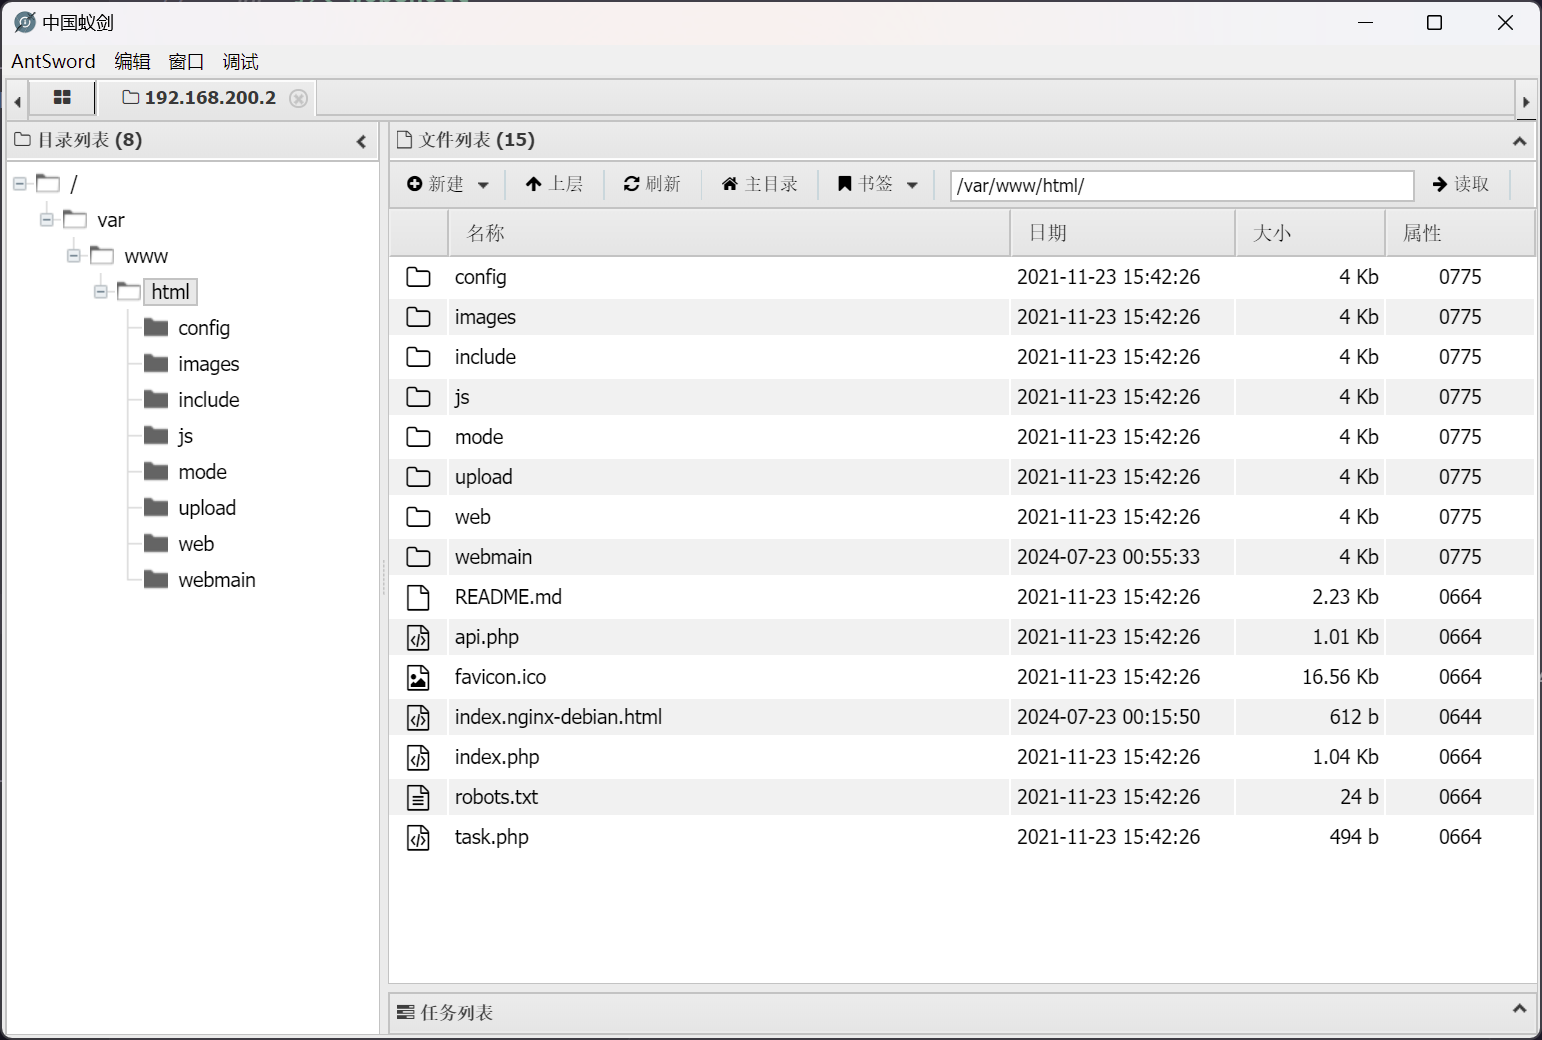 中国蚁剑
AntSword 编辑 窗口 调试
192.168.200.2
目录列表 (8)
/
var
www
html
config
images
include
js
mode
upload
web
webmain
文件列表 (15)
新建 上层 刷新 主目录 书签 /var/www/html/ 读取
名称 日期 大小 属性
config 2021-11-23 15:42:26 4 Kb 0775
images 2021-11-23 15:42:26 4 Kb 0775
include 2021-11-23 15:42:26 4 Kb 0775
js 2021-11-23 15:42:26 4 Kb 0775
mode 2021-11-23 15:42:26 4 Kb 0775
upload 2021-11-23 15:42:26 4 Kb 0775
web 2021-11-23 15:42:26 4 Kb 0775
webmain 2024-07-23 00:55:33 4 Kb 0775
README.md 2021-11-23 15:42:26 2.23 Kb 0664
api.php 2021-11-23 15:42:26 1.01 Kb 0664
favicon.ico 2021-11-23 15:42:26 16.56 Kb 0664
index.nginx-debian.html 2024-07-23 00:15:50 612 b 0644
index.php 2021-11-23 15:42:26 1.04 Kb 0664
robots.txt 2021-11-23 15:42:26 24 b 0664
task.php 2021-11-23 15:42:26 494 b 0664
任务列表